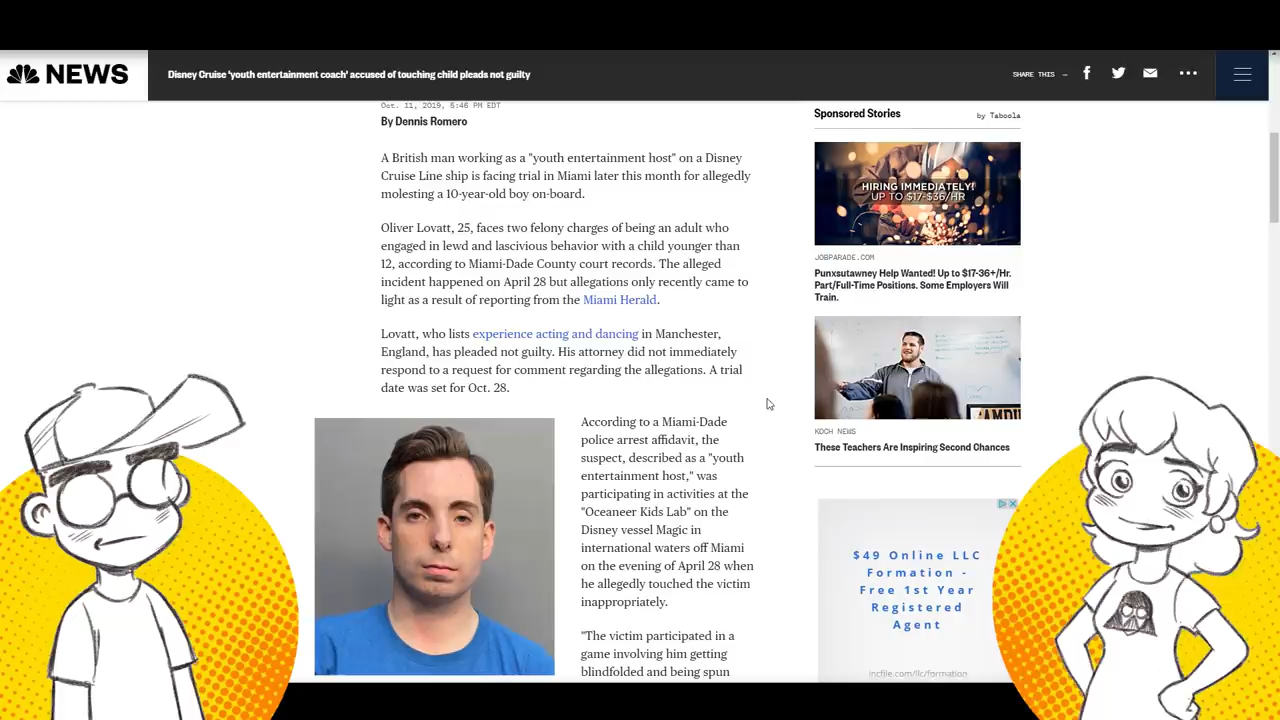 NEWS
Disney Cruise 'youth entertainment coach' accused of touching child pleads not guilty
SHARE THIS —
Oct. 11, 2019, 5:46 PM EDT
By Dennis Romero
A British man working as a "youth entertainment host" on a Disney
Cruise Line ship is facing trial in Miami later this month for allegedly
molesting a 10-year-old boy on-board.
Oliver Lovatt, 25, faces two felony charges of being an adult who
engaged in lewd and lascivious behavior with a child younger than
12, according to Miami-Dade County court records. The alleged
incident happened on April 28 but allegations only recently came to
light as a result of reporting from the Miami Herald.
Lovatt, who lists experience acting and dancing in Manchester,
England, has pleaded not guilty. His attorney did not immediately
respond to a request for comment regarding the allegations. A trial
date was set for Oct. 28.
According to a Miami-Dade
police arrest affidavit, the
suspect, described as a "youth
entertainment host," was
participating in activities at the
"Oceaneer Kids Lab" on the
Disney vessel Magic in
international waters off Miami
on the evening of April 28 when
he allegedly touched the victim
inappropriately.
"The victim participated in a
game involving him getting
blindfolded and being spun
Sponsored Stories
by Taboola
HIRING IMMEDIATELY!
UP TO $17-$36/HR
JOBPARADE.COM
Punxsutawney Help Wanted! Up to $17-36+/Hr.
Part/Full-Time Positions. Some Employers Will
Train.
KOCH NEWS
These Teachers Are Inspiring Second Chances
$49 Online LLC
Formation -
Free 1st Year
Registered
Agent
incfile.com/llc/formation